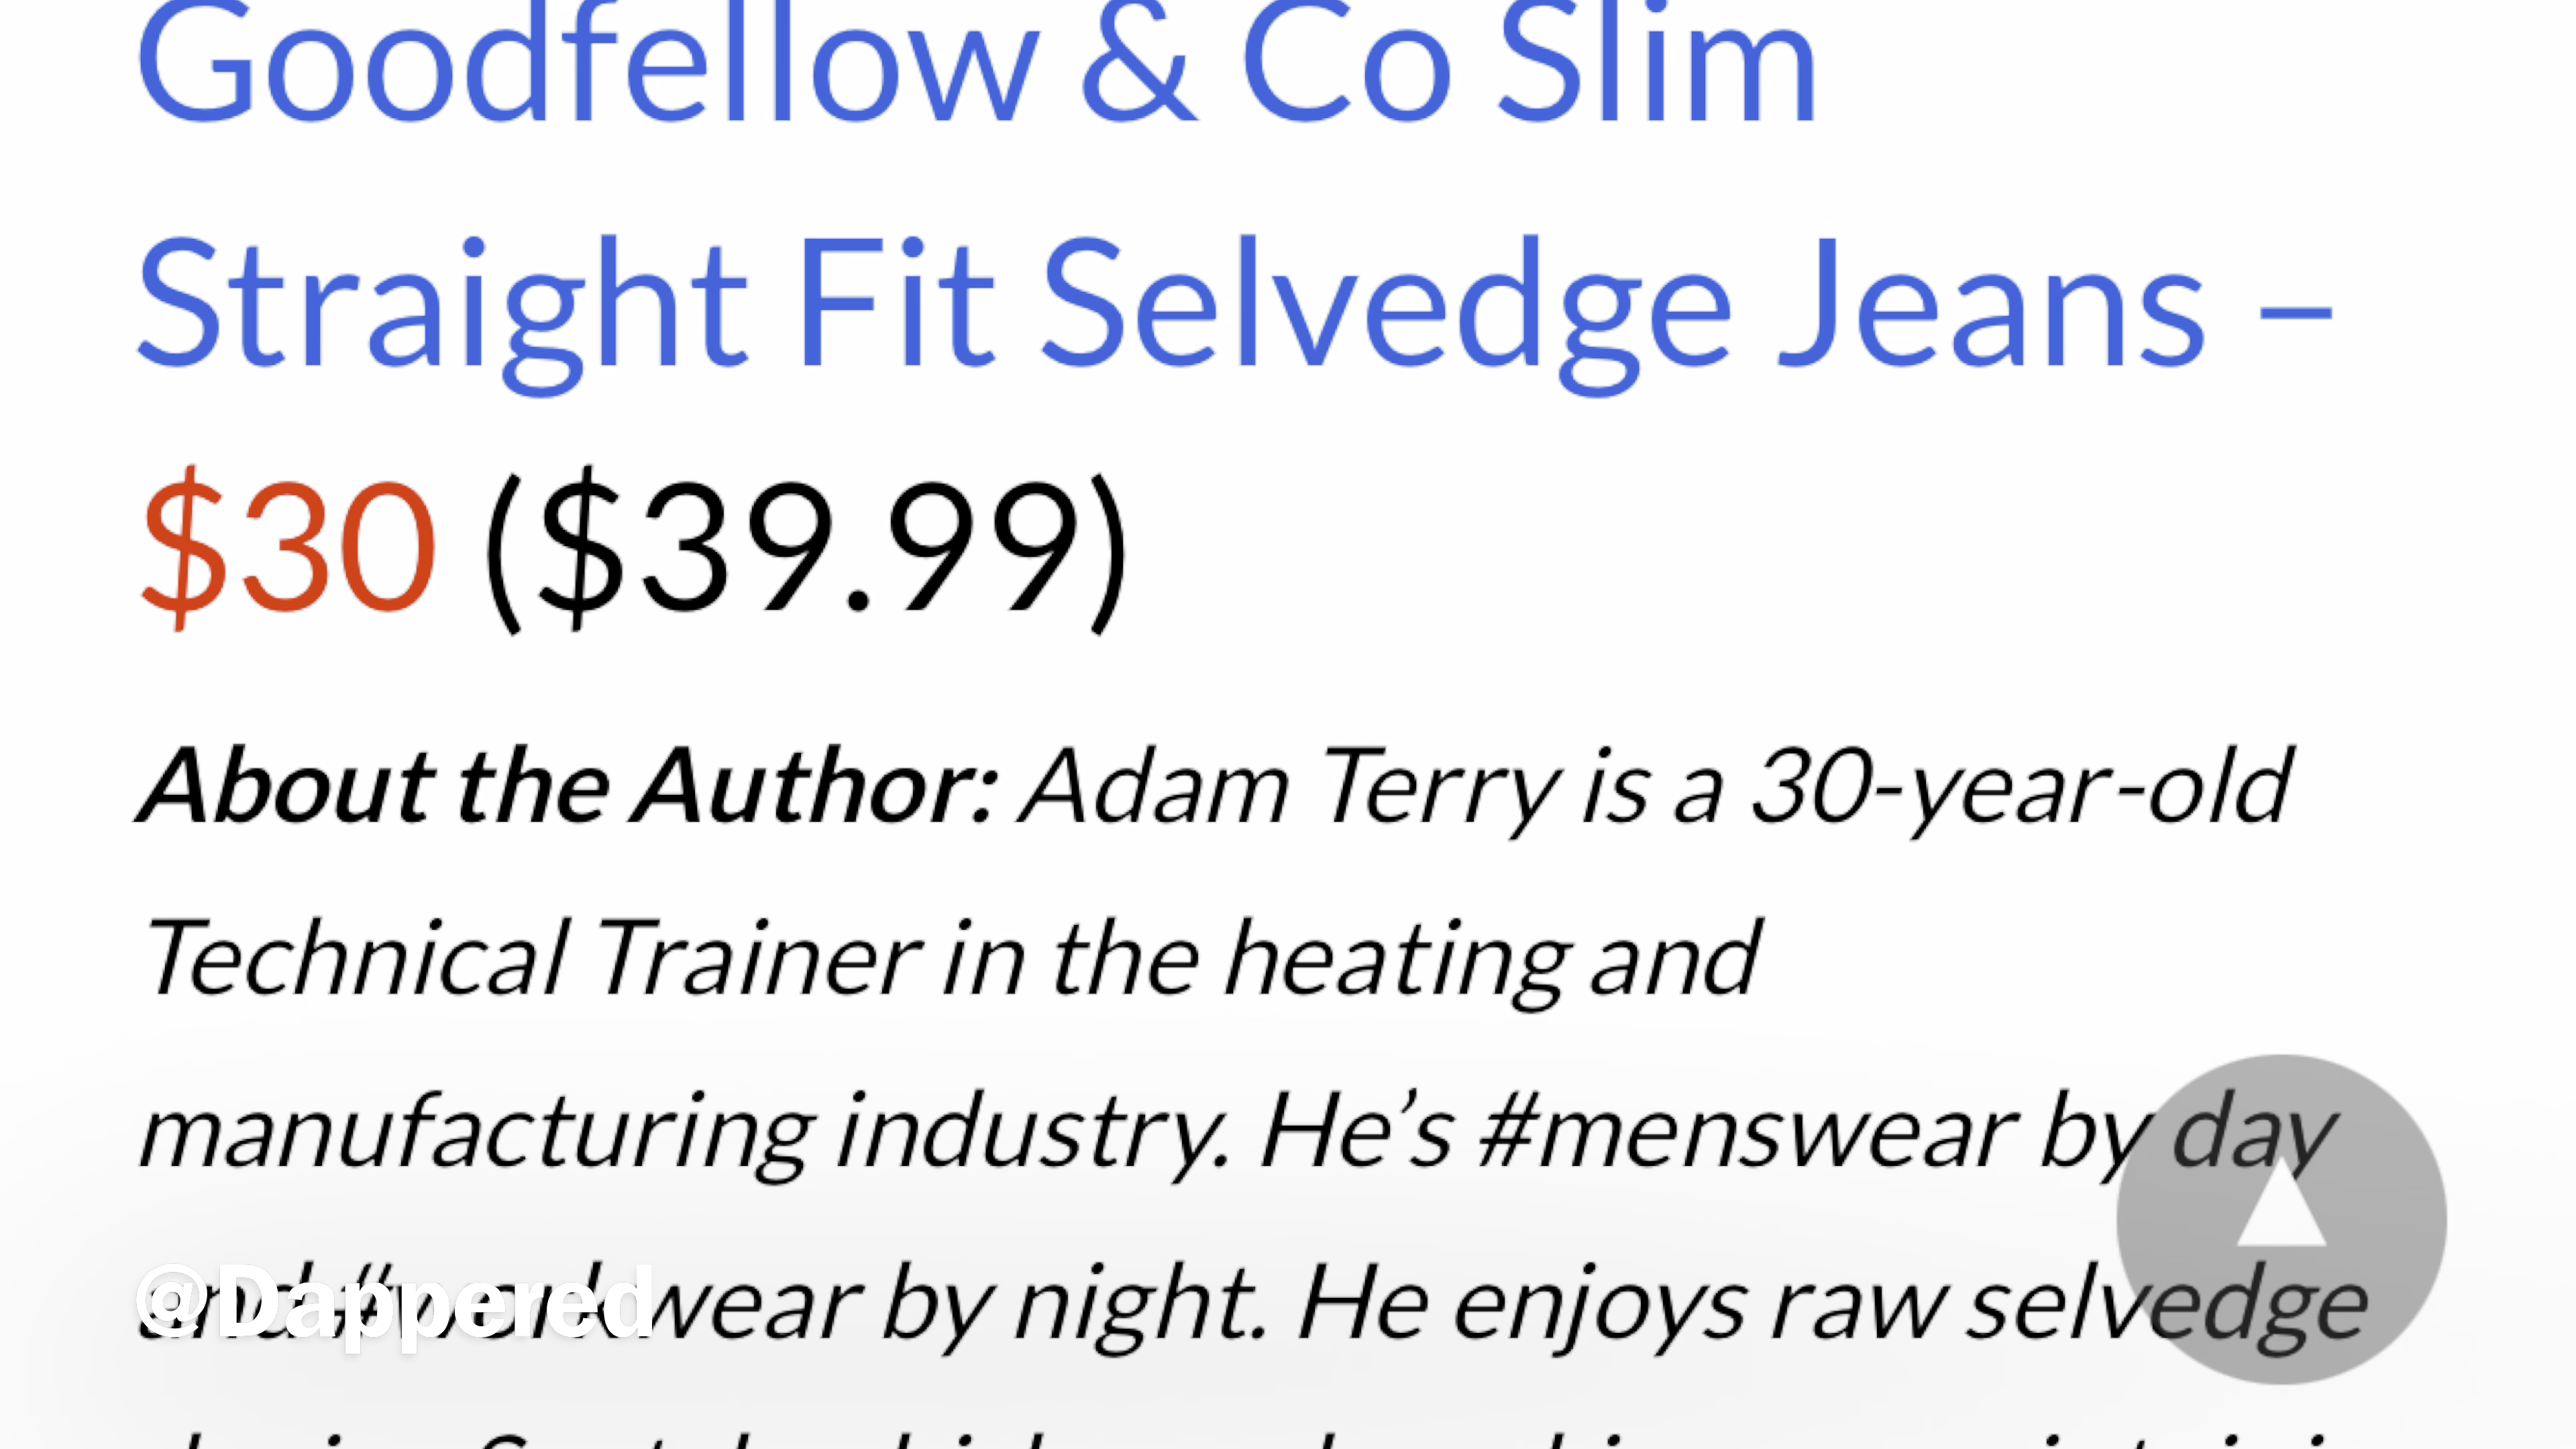 Goodfellow & Co Slim
Straight Fit Selvedge Jeans –
$30 ($39.99)
About the Author: Adam Terry is a 30-year-old
Technical Trainer in the heating and
manufacturing industry. He’s #menswear by day
and #workwear by night. He enjoys raw selvedge
@Dappered